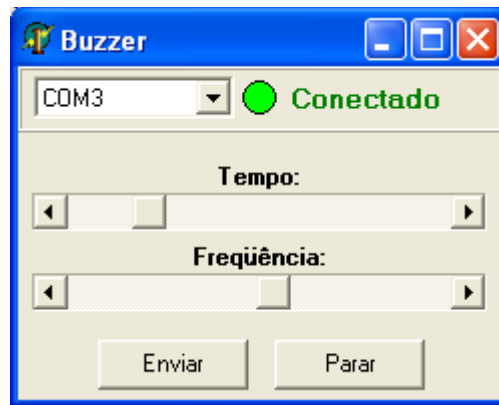 Buzzer
COM3 Conectado
Tempo:
Freqüência:
Enviar Parar